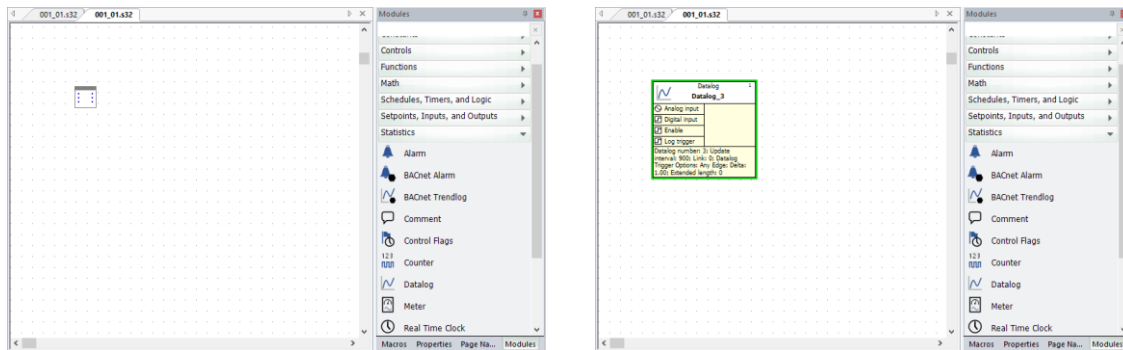 001_01.s32 001_01.s32
Modules
Controls
Functions
Math
Schedules, Timers, and Logic
Setpoints, Inputs, and Outputs
Statistics
Alarm
BACnet Alarm
BACnet Trendlog
Comment
Control Flags
123
Counter
Datalog
Meter
Real Time Clock
Macros Properties Page Na... Modules
001_01.s32 001_01.s32
Datalog 1
Datalog_3
Analog input
Digital input
Enable
Log trigger
Datalog number: 3: Update
interval: 900: Link: 0: Datalog
Trigger Options: Any Edge: Delta:
1.00: Extended length: 0
Modules
Controls
Functions
Math
Schedules, Timers, and Logic
Setpoints, Inputs, and Outputs
Statistics
Alarm
BACnet Alarm
BACnet Trendlog
Comment
Control Flags
123
Counter
Datalog
Meter
Real Time Clock
Macros Properties Page Na... Modules